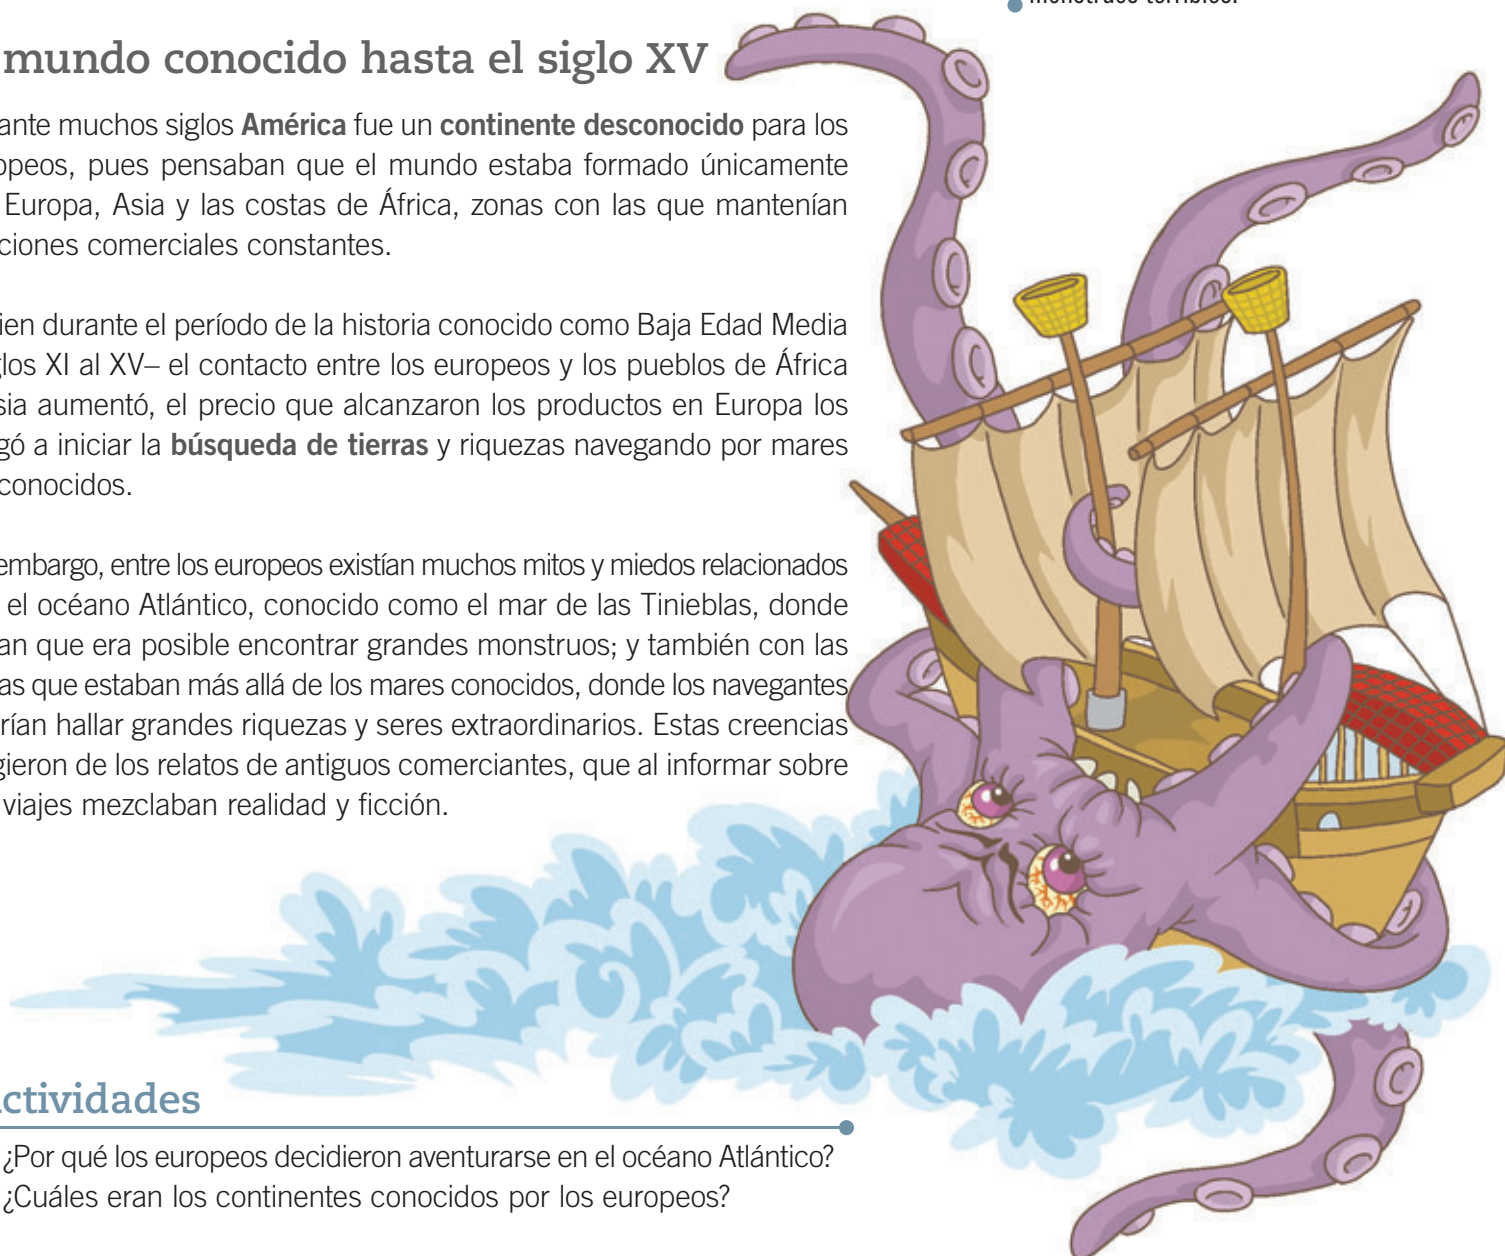 monstruos terribles.
mundo conocido hasta el siglo XV
ante muchos siglos América fue un continente desconocido para los
opeos, pues pensaban que el mundo estaba formado únicamente
Europa, Asia y las costas de África, zonas con las que mantenían
ciones comerciales constantes.
ien durante el período de la historia conocido como Baja Edad Media
glos XI al XV– el contacto entre los europeos y los pueblos de África
sia aumentó, el precio que alcanzaron los productos en Europa los
gó a iniciar la búsqueda de tierras y riquezas navegando por mares
conocidos.
embargo, entre los europeos existían muchos mitos y miedos relacionados
el océano Atlántico, conocido como el mar de las Tinieblas, donde
an que era posible encontrar grandes monstruos; y también con las
as que estaban más allá de los mares conocidos, donde los navegantes
rían hallar grandes riquezas y seres extraordinarios. Estas creencias
gieron de los relatos de antiguos comerciantes, que al informar sobre
viajes mezclaban realidad y ficción.
ctividades
¿Por qué los europeos decidieron aventurarse en el océano Atlántico?
¿Cuáles eran los continentes conocidos por los europeos?